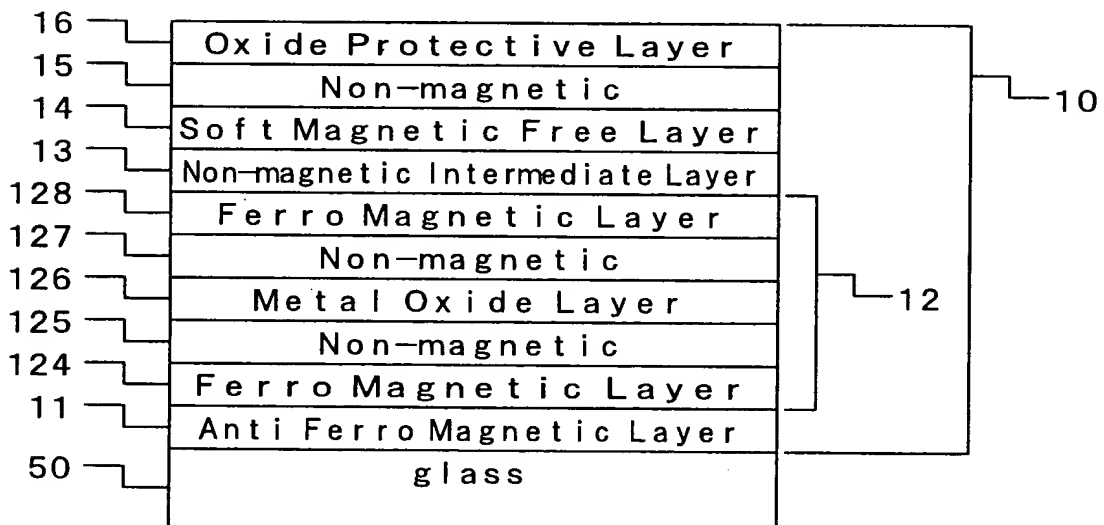 16 Oxide Protective Layer
15 Non-magnetic
14 Soft Magnetic Free Layer
13 Non-magnetic Intermediate Layer
128 Ferro Magnetic Layer
127 Non-magnetic
126 Metal Oxide Layer
125 Non-magnetic
124 Ferro Magnetic Layer
11 Anti Ferro Magnetic Layer
50 glass
10
12